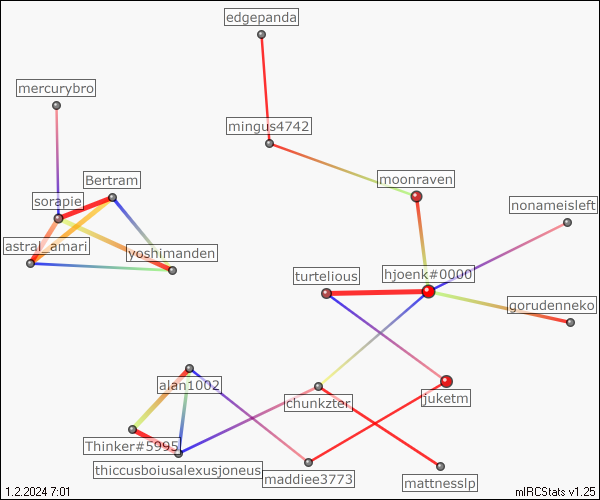 edgepanda
mercurybro
mingus4742
Bertram
moonraven
sorapie
nonameisleft
astral_amari
yoshimanden
turtelious
hjoenk#0000
gorudenneko
alan1002
chunkzter
juketm
Thinker#5995
thiccusboiusalexusjoneus
maddiee3773
mattnesslp
1.2.2024 7:01
mIRCStats v1.25